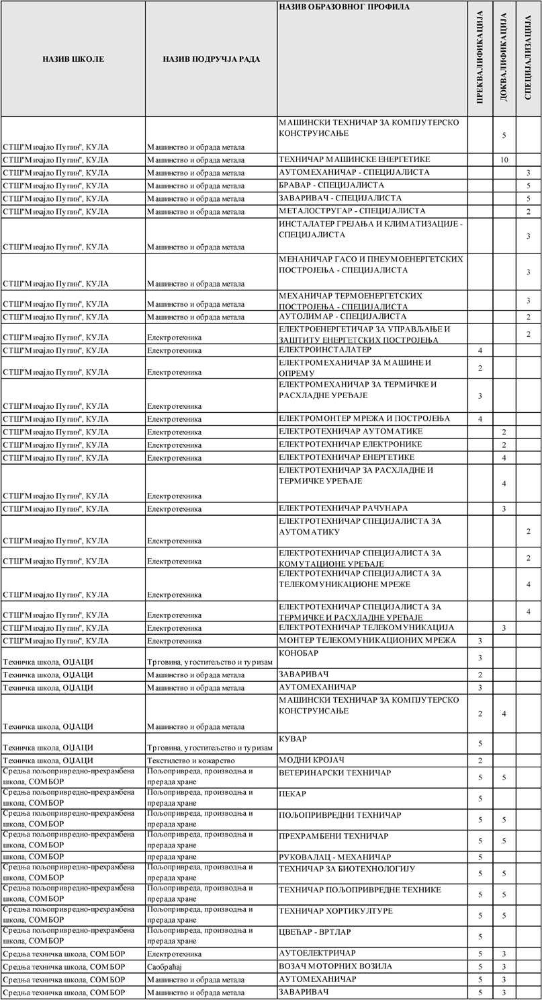 НАЗИВ ШКОЛЕ НАЗИВ ПОДРУЧЈА РАДА НАЗИВ ОБРАЗОВНОГ ПРОФИЛА ПРЕКВАЛИФИКАЦИЈА ДОКВАЛИФИКАЦИЈА СПЕЦИЈАЛИЗАЦИЈА
МАШИНСКИ ТЕХНИЧАР ЗА КОМПЈУТЕРСКО
КОНСТРУИСАЊЕ 5
СТШ"Михајло Пупин", КУЛА Машинство и обрада метала
СТШ"Михајло Пупин", КУЛА Машинство и обрада метала ТЕХНИЧАР МАШИНСКЕ ЕНЕРГЕТИКЕ 10
СТШ"Михајло Пупин", КУЛА Машинство и обрада метала АУТОМЕХАНИЧАР - СПЕЦИЈАЛИСТА 3
СТШ"Михајло Пупин", КУЛА Машинство и обрада метала БРАВАР - СПЕЦИЈАЛИСТА 5
СТШ"Михајло Пупин", КУЛА Машинство и обрада метала ЗАВАРИВАЧ - СПЕЦИЈАЛИСТА 5
СТШ"Михајло Пупин", КУЛА Машинство и обрада метала МЕТАЛОСТРУГАР - СПЕЦИЈАЛИСТА 2
ИНСТАЛАТЕР ГРЕЈАЊА И КЛИМАТИЗАЦИЈЕ -
СПЕЦИЈАЛИСТА 3
СТШ"Михајло Пупин", КУЛА Машинство и обрада метала
МЕНАНИЧАР ГАСО И ПНЕУМОЕНЕРГЕТСКИХ
ПОСТРОЈЕЊА - СПЕЦИЈАЛИСТА 3
СТШ"Михајло Пупин", КУЛА Машинство и обрада метала
МЕХАНИЧАР ТЕРМОЕНЕРГЕТСКИХ
СТШ"Михајло Пупин", КУЛА Машинство и обрада метала ПОСТРОЈЕЊА - СПЕЦИЈАЛИСТА 3
СТШ"Михајло Пупин", КУЛА Машинство и обрада метала АУТОЛИМАР - СПЕЦИЈАЛИСТА 2
ЕЛЕКТРОЕНЕРГЕТИЧАР ЗА УПРАВЉАЊЕ И
СТШ"Михајло Пупин", КУЛА Електротехника ЗАШТИТУ ЕНЕРГЕТСКИХ ПОСТРОЈЕЊА 2
СТШ"Михајло Пупин", КУЛА Електротехника ЕЛЕКТРОИНСТАЛАТЕР 4
ЕЛЕКТРОМЕХАНИЧАР ЗА МАШИНЕ И
СТШ"Михајло Пупин", КУЛА Електротехника ОПРЕМУ 2
ЕЛЕКТРОМЕХАНИЧАР ЗА ТЕРМИЧКЕ И
РАСХЛАДНЕ УРЕЂАЈЕ 3
СТШ"Михајло Пупин", КУЛА Електротехника
СТШ"Михајло Пупин", КУЛА Електротехника ЕЛЕКТРОМОНТЕР МРЕЖА И ПОСТРОЈЕЊА 4
СТШ"Михајло Пупин", КУЛА Електротехника ЕЛЕКТРОТЕХНИЧАР АУТОМАТИКЕ 2
СТШ"Михајло Пупин", КУЛА Електротехника ЕЛЕКТРОТЕХНИЧАР ЕЛЕКТРОНИКЕ 2
СТШ"Михајло Пупин", КУЛА Електротехника ЕЛЕКТРОТЕХНИЧАР ЕНЕРГЕТИКЕ 4
ЕЛЕКТРОТЕХНИЧАР ЗА РАСХЛАДНЕ И
ТЕРМИЧКЕ УРЕЂАЈЕ 4
СТШ"Михајло Пупин", КУЛА Електротехника
СТШ"Михајло Пупин", КУЛА Електротехника ЕЛЕКТРОТЕХНИЧАР РАЧУНАРА 3
ЕЛЕКТРОТЕХНИЧАР СПЕЦИЈАЛИСТА ЗА
АУТОМАТИКУ 2
СТШ"Михајло Пупин", КУЛА Електротехника
ЕЛЕКТРОТЕХНИЧАР СПЕЦИЈАЛИСТА ЗА
СТШ"Михајло Пупин", КУЛА Електротехника КОМУТАЦИОНЕ УРЕЂАЈЕ 2
ЕЛЕКТРОТЕХНИЧАР СПЕЦИЈАЛИСТА ЗА
ТЕЛЕКОМУНИКАЦИОНЕ МРЕЖЕ 4
СТШ"Михајло Пупин", КУЛА Електротехника
ЕЛЕКТРОТЕХНИЧАР СПЕЦИЈАЛИСТА ЗА
СТШ"Михајло Пупин", КУЛА Електротехника ТЕРМИЧКЕ И РАСХЛАДНЕ УРЕЂАЈЕ 4
СТШ"Михајло Пупин", КУЛА Електротехника ЕЛЕКТРОТЕХНИЧАР ТЕЛЕКОМУНИКАЦИЈА 3
СТШ"Михајло Пупин", КУЛА Електротехника МОНТЕР ТЕЛЕКОМУНИКАЦИОНИХ МРЕЖА 3
КОНОБАР
Техничка школа, ОЏАЦИ Трговина, угоститељство и туризам 3
Техничка школа, ОЏАЦИ Машинство и обрада метала ЗАВАРИВАЧ 2
Техничка школа, ОЏАЦИ Машинство и обрада метала АУТОМЕХАНИЧАР 3
МАШИНСКИ ТЕХНИЧАР ЗА КОМПЈУТЕРСКО
КОНСТРУИСАЊЕ 2 4
Техничка школа, ОЏАЦИ Машинство и обрада метала
КУВАР
Техничка школа, ОЏАЦИ Трговина, угоститељство и туризам 5
Техничка школа, ОЏАЦИ Текстилство и кожарство МОДНИ КРОЈАЧ 2
Средња пољопривредно-прехрамбена Пољопривреда, производња и ВЕТЕРИНАРСКИ ТЕХНИЧАР
школа, СОМБОР прерада хране 5 5
Средња пољопривредно-прехрамбена Пољопривреда, производња и ПЕКАР
школа, СОМБОР прерада хране 5
Средња пољопривредно-прехрамбена Пољопривреда, производња и ПОЉОПРИВРЕДНИ ТЕХНИЧАР
школа, СОМБОР прерада хране 5 5
Средња пољопривредно-прехрамбена Пољопривреда, производња и ПРЕХРАМБЕНИ ТЕХНИЧАР
школа, СОМБОР прерада хране 5 5
школа, СОМБОР прерада хране РУКОВАЛАЦ - МЕХАНИЧАР 5
Средња пољопривредно-прехрамбена Пољопривреда, производња и ТЕХНИЧАР ЗА БИОТЕХНОЛОГИЈУ
школа, СОМБОР прерада хране 5 5
Средња пољопривредно-прехрамбена Пољопривреда, производња и ТЕХНИЧАР ПОЉОПРИВРЕДНЕ ТЕХНИКЕ
школа, СОМБОР прерада хране 5 5
Средња пољопривредно-прехрамбена Пољопривреда, производња и ТЕХНИЧАР ХОРТИКУЛТУРЕ
школа, СОМБОР прерада хране 5 5
Средња пољопривредно-прехрамбена Пољопривреда, производња и ЦВЕЋАР - ВРТЛАР
школа, СОМБОР прерада хране 5
Средња техничка школа, СОМБОР Електротехника АУТОЕЛЕКТРИЧАР 5 3
Средња техничка школа, СОМБОР Саобраћај ВОЗАЧ МОТОРНИХ ВОЗИЛА 5 3
Средња техничка школа, СОМБОР Машинство и обрада метала АУТОМЕХАНИЧАР 5 3
Средња техничка школа, СОМБОР Машинство и обрада метала ЗАВАРИВАЧ 5 3